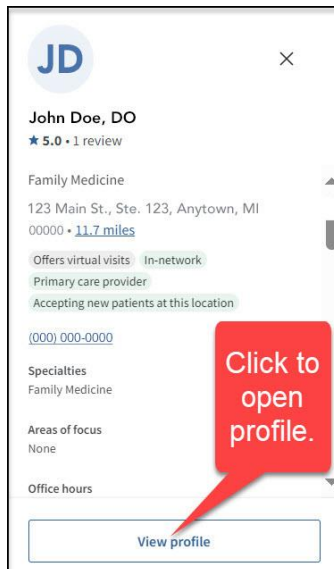 JD
John Doe, DO
★ 5.0 • 1 review
Family Medicine
123 Main St., Ste. 123, Anytown, MI
00000 • 11.7 miles
Offers virtual visits In-network
Primary care provider
Accepting new patients at this location
(000) 000-0000
Specialties
Family Medicine
Areas of focus
None
Office hours
Click to
open
profile.
View profile